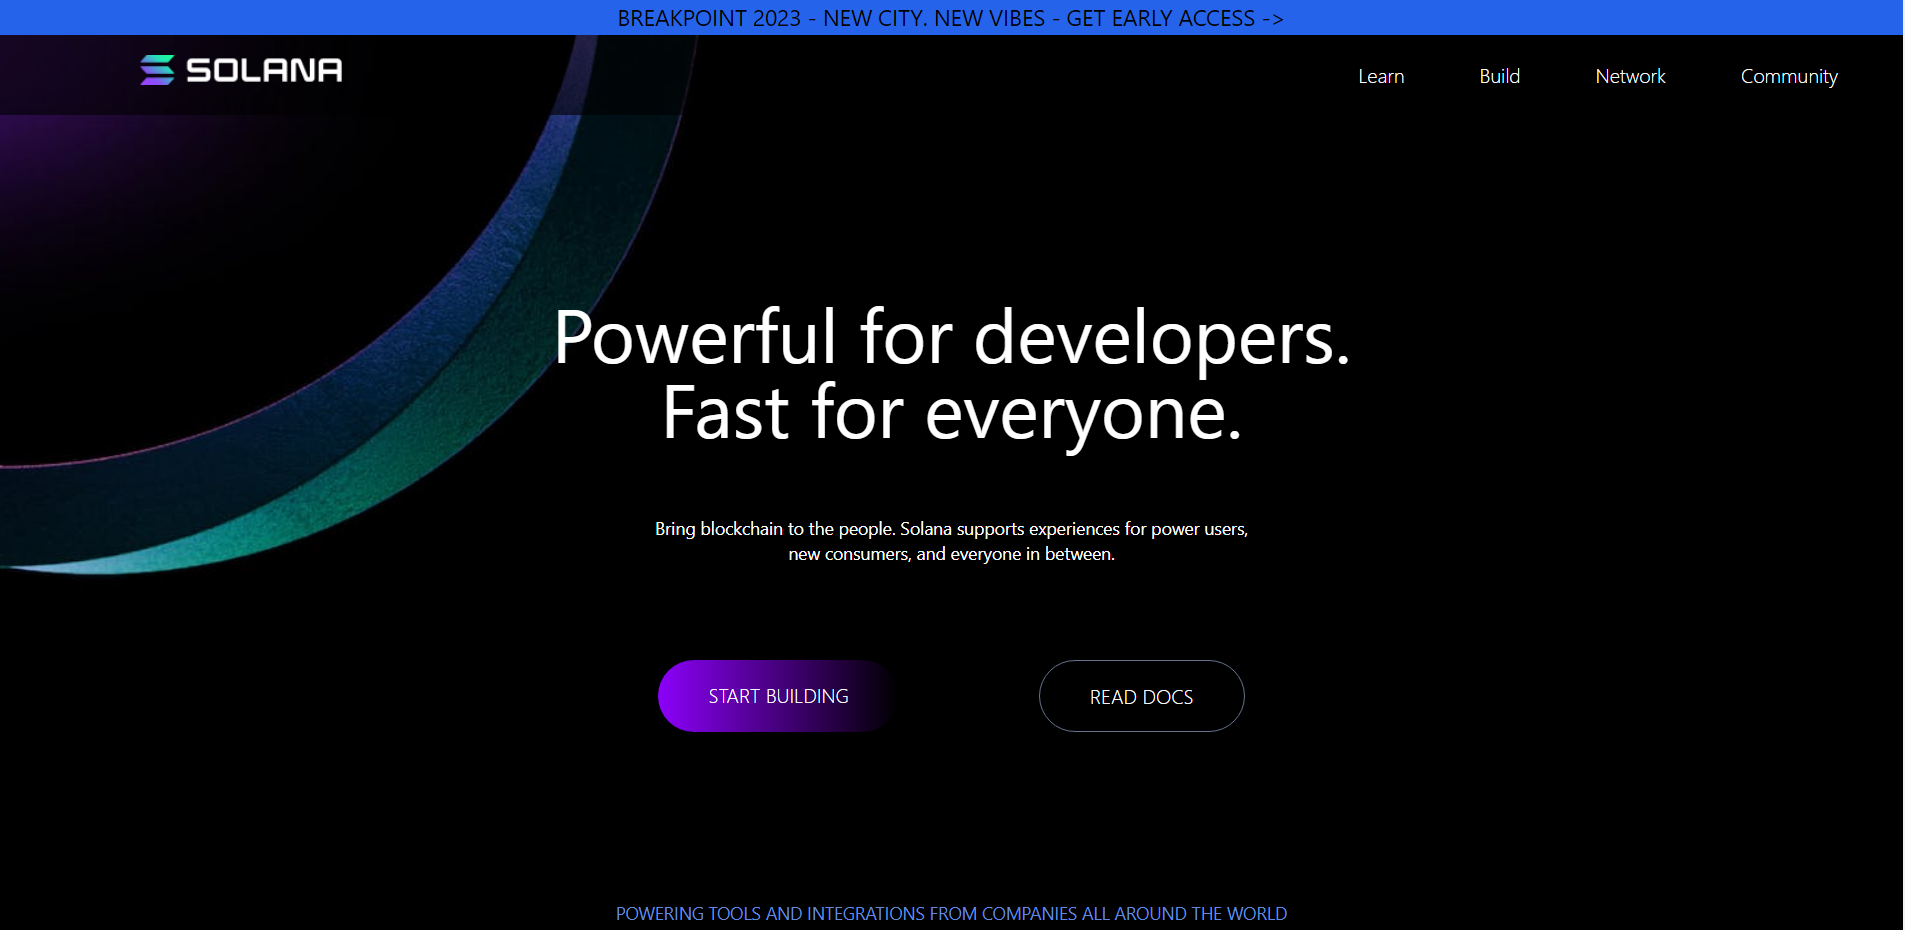 BREAKPOINT 2023 - NEW CITY. NEW VIBES - GET EARLY ACCESS ->
SOLANA
Learn
Build
Network
Community
Powerful for developers.
Fast for everyone.
Bring blockchain to the people. Solana supports experiences for power users,
new consumers, and everyone in between.
START BUILDING
READ DOCS
POWERING TOOLS AND INTEGRATIONS FROM COMPANIES ALL AROUND THE WORLD